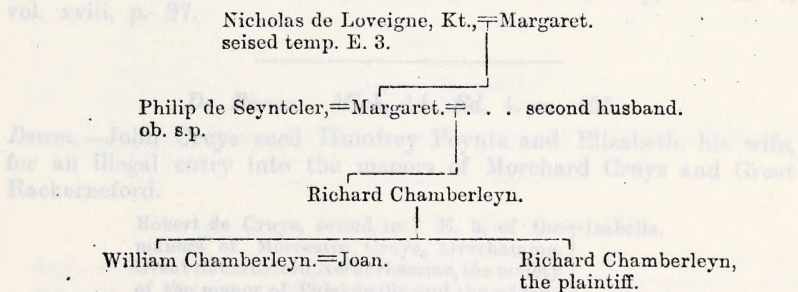 Nicholas de Loveigne, Kt.,=Margaret.
seised temp. E. 3.
Philip de Seyntcler,=Margaret.=. . . second husband.
ob. s.p.
Richard Chamberleyn.
William Chamberleyn.=Joan. Richard Chamberleyn,
the plaintiff.